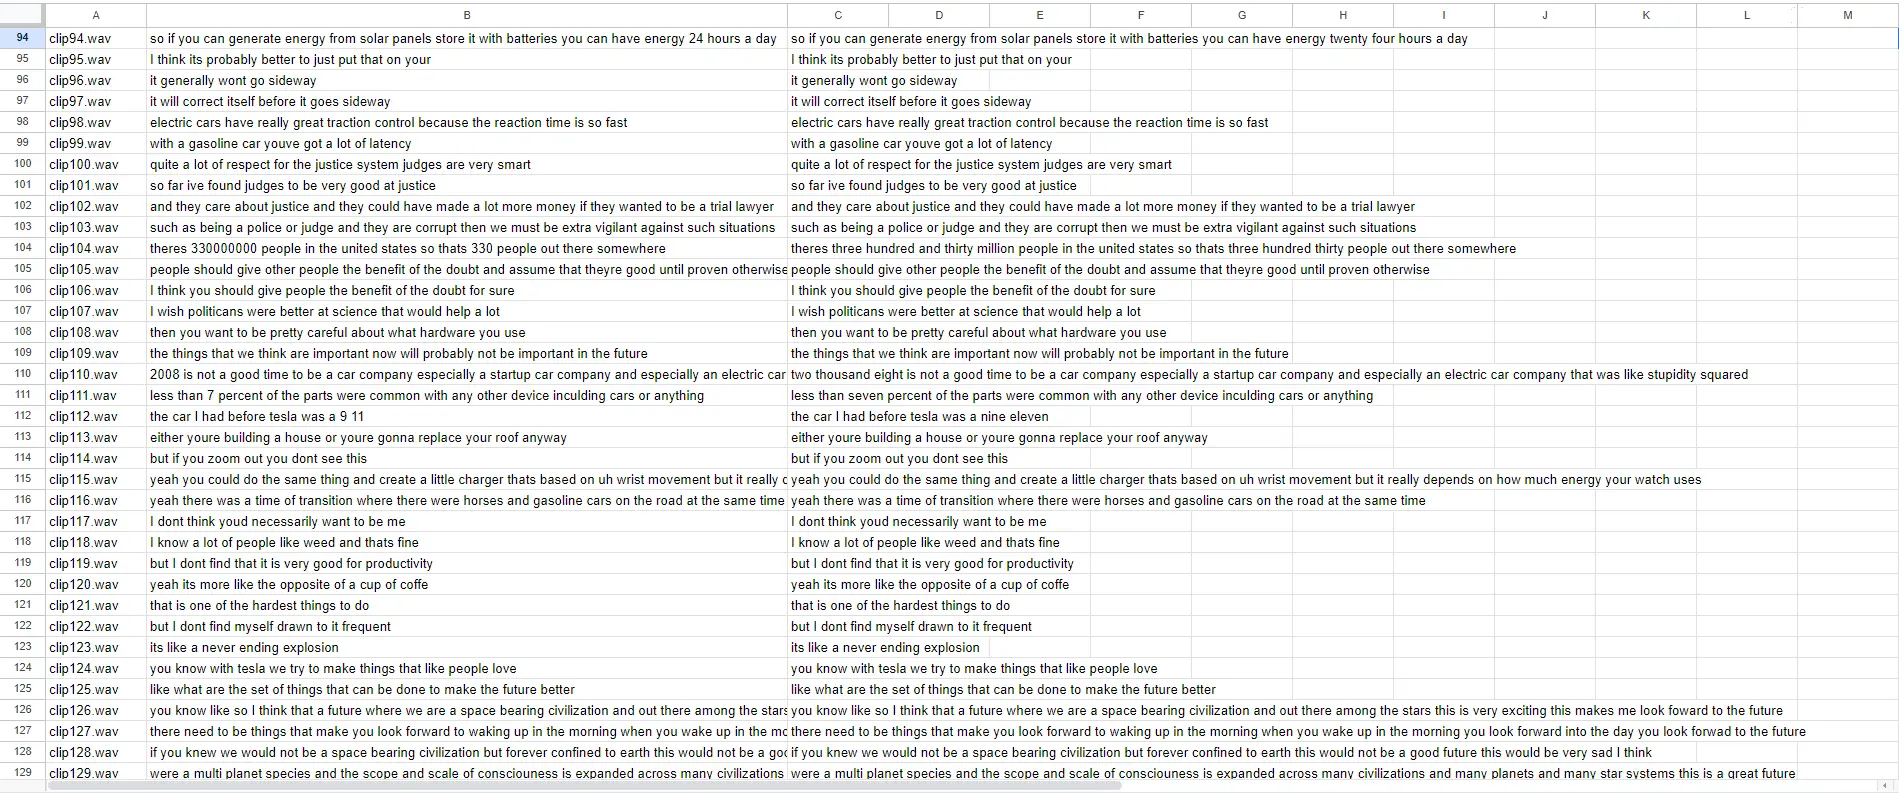 A B C D E F G H I J K L M
94 clip94.wav so if you can generate energy from solar panels store it with batteries you can have energy 24 hours a day so if you can generate energy from solar panels store it with batteries you can have energy twenty four hours a day
95 clip95.wav I think its probably better to just put that on your I think its probably better to just put that on your
96 clip96.wav it generally wont go sideway it generally wont go sideway
97 clip97.wav it will correct itself before it goes sideway it will correct itself before it goes sideway
98 clip98.wav electric cars have really great traction control because the reaction time is so fast electric cars have really great traction control because the reaction time is so fast
99 clip99.wav with a gasoline car youve got a lot of latency with a gasoline car youve got a lot of latency
100 clip100.wav quite a lot of respect for the justice system judges are very smart quite a lot of respect for the justice system judges are very smart
101 clip101.wav so far ive found judges to be very good at justice so far ive found judges to be very good at justice
102 clip102.wav and they care about justice and they could have made a lot more money if they wanted to be a trial lawyer and they care about justice and they could have made a lot more money if they wanted to be a trial lawyer
103 clip103.wav such as being a police or judge and they are corrupt then we must be extra vigilant against such situations such as being a police or judge and they are corrupt then we must be extra vigilant against such situations
104 clip104.wav theres 330000000 people in the united states so thats 330 people out there somewhere theres three hundred and thirty million people in the united states so thats three hundred thirty people out there somewhere
105 clip105.wav people should give other people the benefit of the doubt and assume that theyre good until proven otherwise people should give other people the benefit of the doubt and assume that theyre good until proven otherwise
106 clip106.wav I think you should give people the benefit of the doubt for sure I think you should give people the benefit of the doubt for sure
107 clip107.wav I wish politicans were better at science that would help a lot I wish politicans were better at science that would help a lot
108 clip108.wav then you want to be pretty careful about what hardware you use then you want to be pretty careful about what hardware you use
109 clip109.wav the things that we think are important now will probably not be important in the future the things that we think are important now will probably not be important in the future
110 clip110.wav 2008 is not a good time to be a car company especially a startup car company and especially an electric car two thousand eight is not a good time to be a car company especially a startup car company and especially an electric car company that was like stupidity squared
111 clip111.wav less than 7 percent of the parts were common with any other device inculding cars or anything less than seven percent of the parts were common with any other device inculding cars or anything
112 clip112.wav the car I had before tesla was a 9 11 the car I had before tesla was a nine eleven
113 clip113.wav either youre building a house or youre gonna replace your roof anyway either youre building a house or youre gonna replace your roof anyway
114 clip114.wav but if you zoom out you dont see this but if you zoom out you dont see this
115 clip115.wav yeah you could do the same thing and create a little charger thats based on uh wrist movement but it really yeah you could do the same thing and create a little charger thats based on uh wrist movement but it really depends on how much energy your watch uses
116 clip116.wav yeah there was a time of transition where there were horses and gasoline cars on the road at the same time yeah there was a time of transition where there were horses and gasoline cars on the road at the same time
117 clip117.wav I dont think youd necessarily want to be me I dont think youd necessarily want to be me
118 clip118.wav I know a lot of people like weed and thats fine I know a lot of people like weed and thats fine
119 clip119.wav but I dont find that it is very good for productivity but I dont find that it is very good for productivity
120 clip120.wav yeah its more like the opposite of a cup of coffe yeah its more like the opposite of a cup of coffe
121 clip121.wav that is one of the hardest things to do that is one of the hardest things to do
122 clip122.wav but I dont find myself drawn to it frequent but I dont find myself drawn to it frequent
123 clip123.wav its like a never ending explosion its like a never ending explosion
124 clip124.wav you know with tesla we try to make things that like people love you know with tesla we try to make things that like people love
125 clip125.wav like what are the set of things that can be done to make the future better like what are the set of things that can be done to make the future better
126 clip126.wav you know like so I think that a future where we are a space bearing civilization and out there among the stars you know like so I think that a future where we are a space bearing civilization and out there among the stars this is very exciting this makes me look foward to the future
127 clip127.wav there need to be things that make you look forward to waking up in the morning when you wake up in the there need to be things that make you look forward to waking up in the morning when you wake up in the morning you look forward into the day you look forwad to the future
128 clip128.wav if you knew we would not be a space bearing civilization but forever confined to earth this would not be a if you knew we would not be a space bearing civilization but forever confined to earth this would not be a good future this would be very sad I think
129 clip129.wav were a multi planet species and the scope and scale of consciouness is expanded across many civilizations were a multi planet species and the scope and scale of consciouness is expanded across many civilizations and many planets and many star systems this is a great future